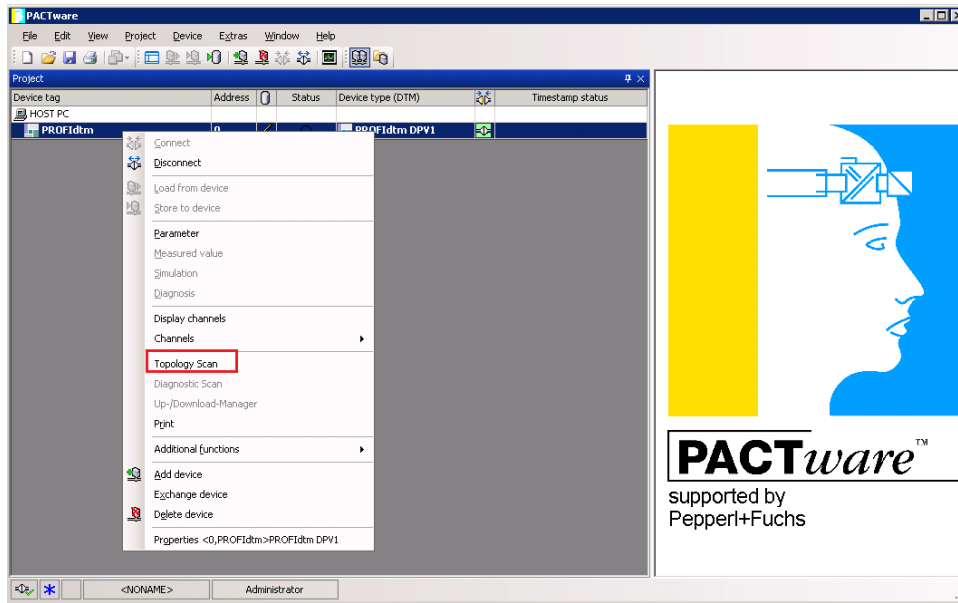 PACTware
File Edit View Project Device Extras Window Help
Project
Device tag Address Status Device type (DTM) Timestamp status
HOST PC
PROFIdtm 0 PROFIdtm DPV1
Connect
Disconnect
Load from device
Store to device
Parameter
Measured value
Simulation
Diagnosis
Display channels
Channels
Topology Scan
Diagnostic Scan
Up-/Download-Manager
Print
Additional functions
Add device
Exchange device
Delete device
Properties <0,PROFIdtm>PROFIdtm DPV1
PACTware™
supported by
Pepperl+Fuchs
<NONAME> Administrator